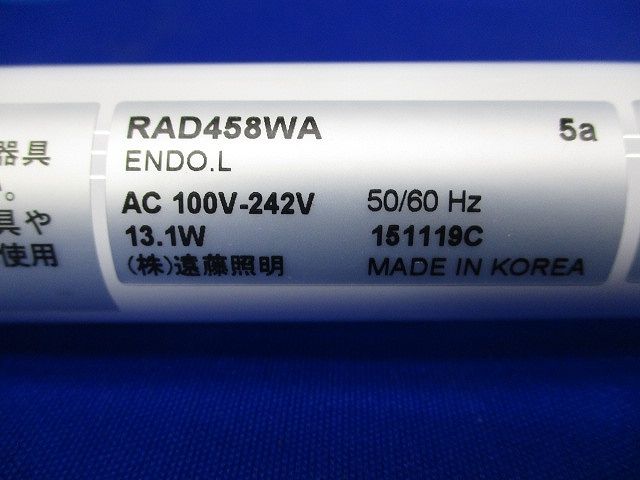 器具
。
具や
使用
RAD458WA 5a
ENDO.L
AC 100V-242V 50/60 Hz
13.1W 151119C
(株)遠藤照明 MADE IN KOREA